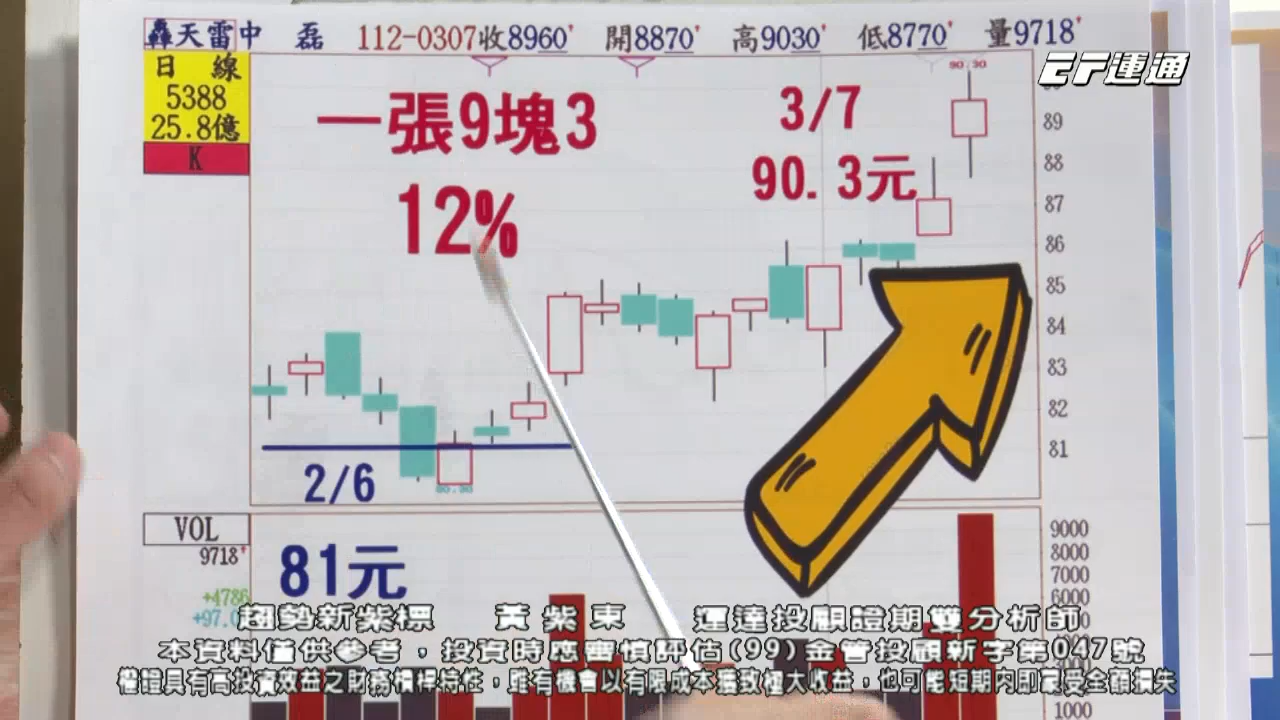 轟天雷中 磊 112-0307收8960' 開8870' 高9030' 低8770' 量9718'
日 線
5388
25.8億
K
EF運通
90.30
一張9塊3
12%
3/7
90.3元
89
88
87
86
85
84
83
82
81
2/6
80.30
VOL
9718'
81元
+4786
9000
8000
7000
6000
1000
趨勢新紫標 黃紫東 運達投顧證期雙分析師
本資料僅供參考，投資時應審慎評估(99)金管投顧新字第047號
權證具有高投資效益之財務槓桿特性，雖有機會以有限成本獲致極大收益，也可能短期內即蒙受全額損失